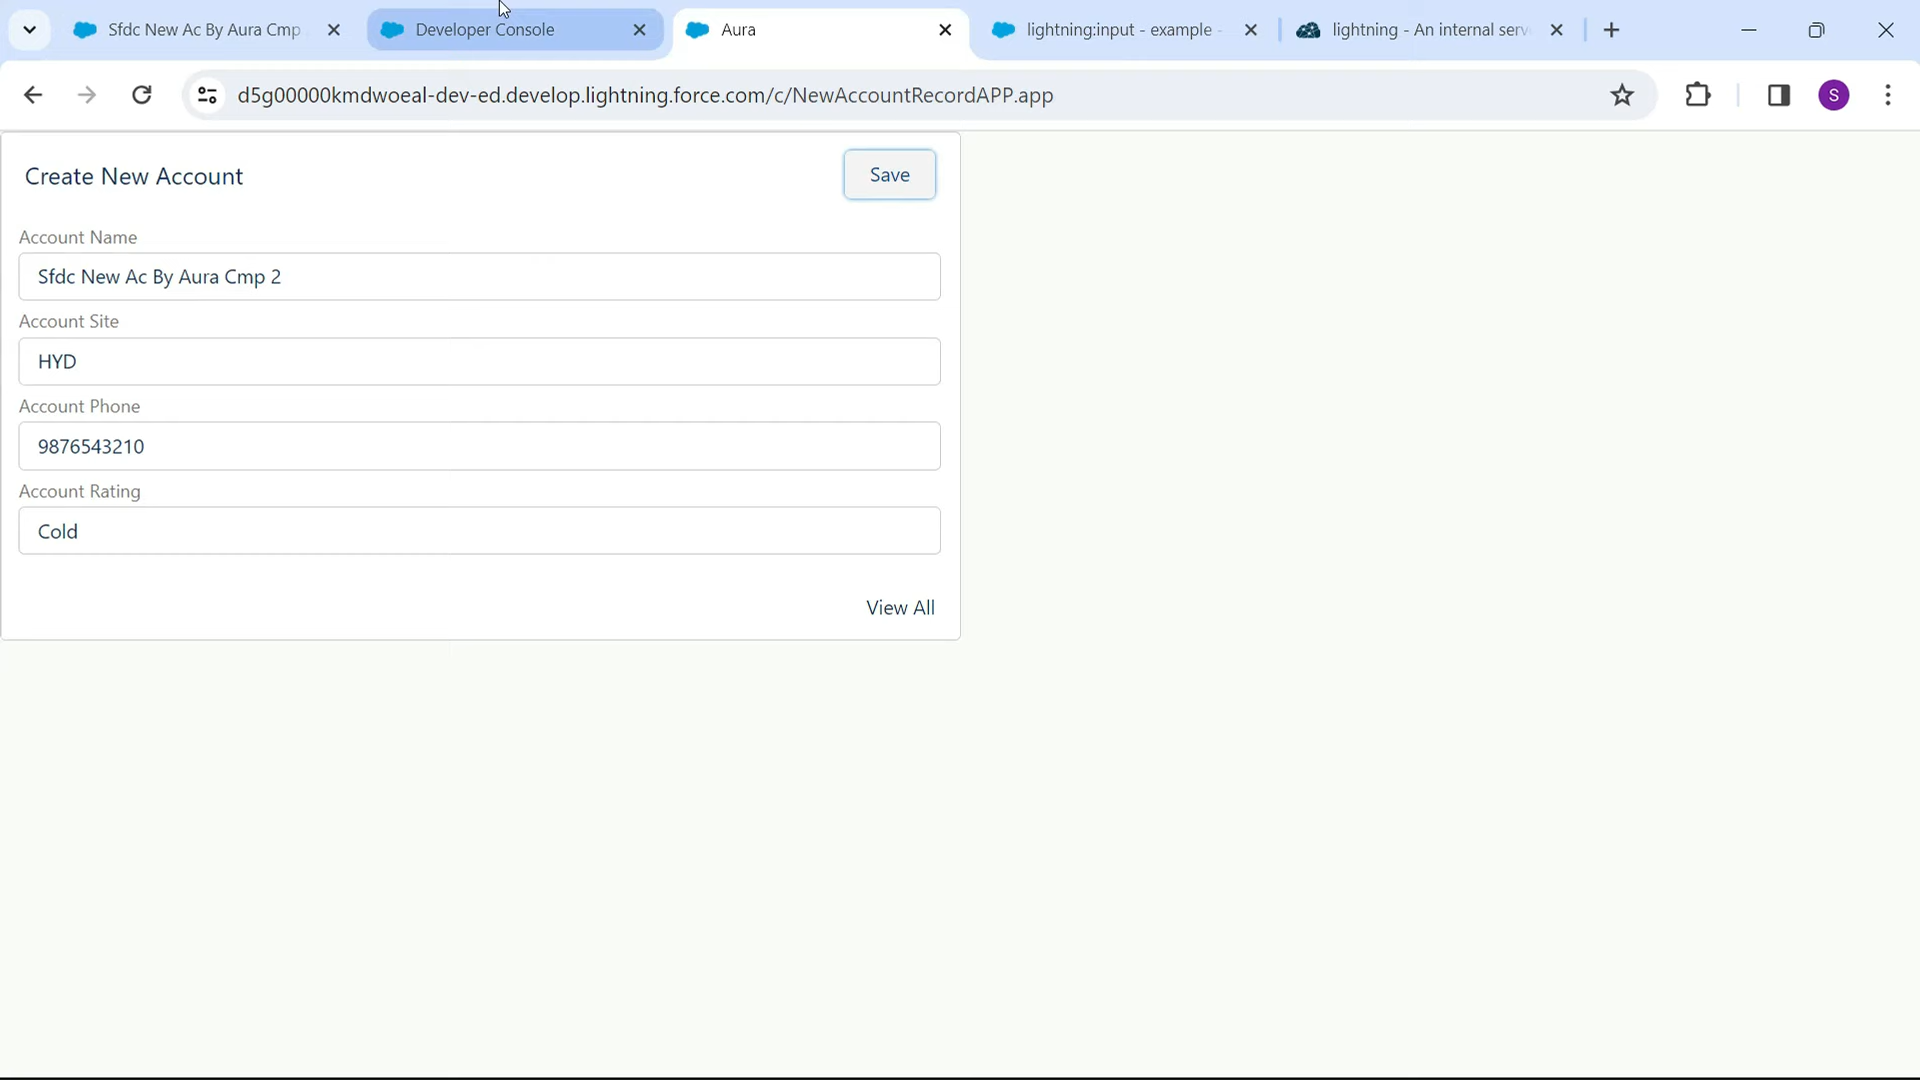 Sfdc New Ac By Aura Cmp
Developer Console
Aura
lightning:input - example -
lightning - An internal serv
d5g00000kmdwoeal-dev-ed.develop.lightning.force.com/c/NewAccountRecordAPP.app
S
Create New Account
Save
Account Name
Sfdc New Ac By Aura Cmp 2
Account Site
HYD
Account Phone
9876543210
Account Rating
Cold
View All